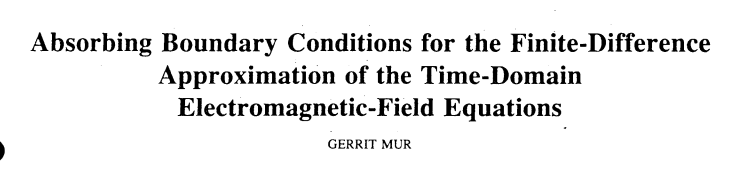 Absorbing Boundary Conditions for the Finite-Difference
Approximation of the Time-Domain
Electromagnetic-Field Equations
GERRIT MUR